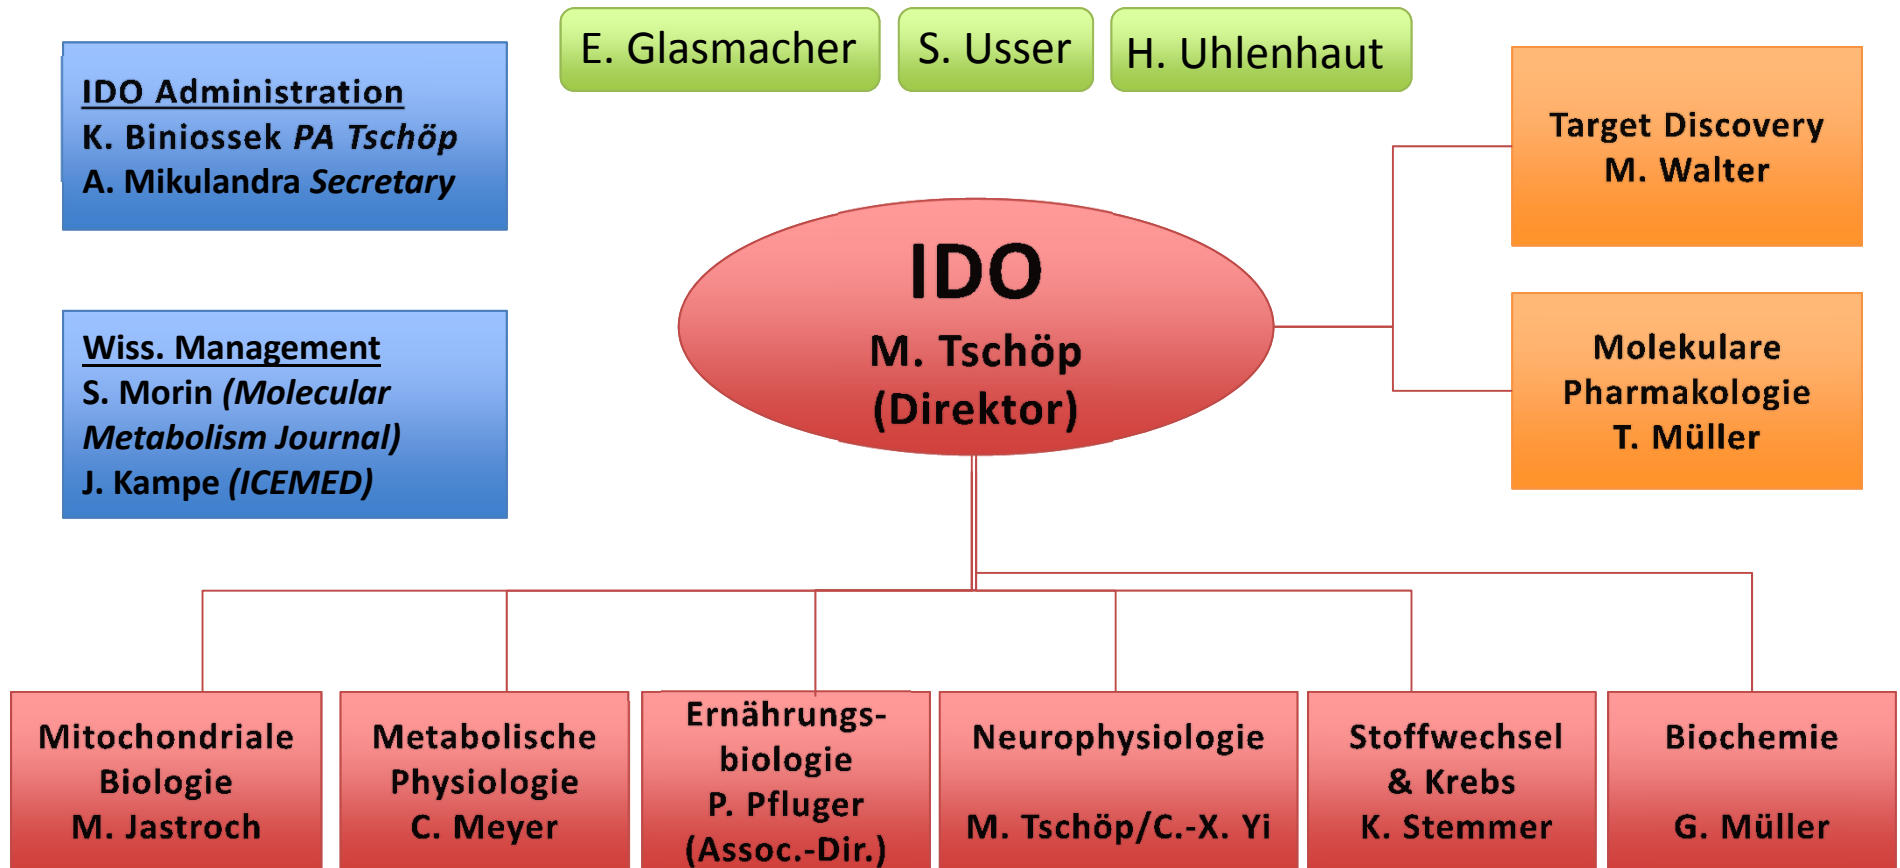 E. Glasmacher
S. Usser
H. Uhlenhaut
IDO Administration
K. Biniossek PA Tschöp
A. Mikulandra Secretary
Wiss. Management
S. Morin (Molecular
Metabolism Journal)
J. Kampe (ICEMED)
IDO
M. Tschöp
(Direktor)
Target Discovery
M. Walter
Molekulare
Pharmakologie
T. Müller
Mitochondriale
Biologie
M. Jastroch
Metabolische
Physiologie
C. Meyer
Ernährungs-
biologie
P. Pfluger
(Assoc.-Dir.)
Neurophysiologie
M. Tschöp/C.-X. Yi
Stoffwechsel
& Krebs
K. Stemmer
Biochemie
G. Müller